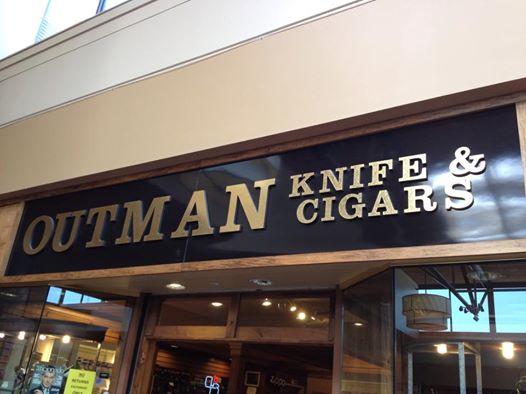 OUTMAN
KNIFE &
CIGARS
NO
RETURNS